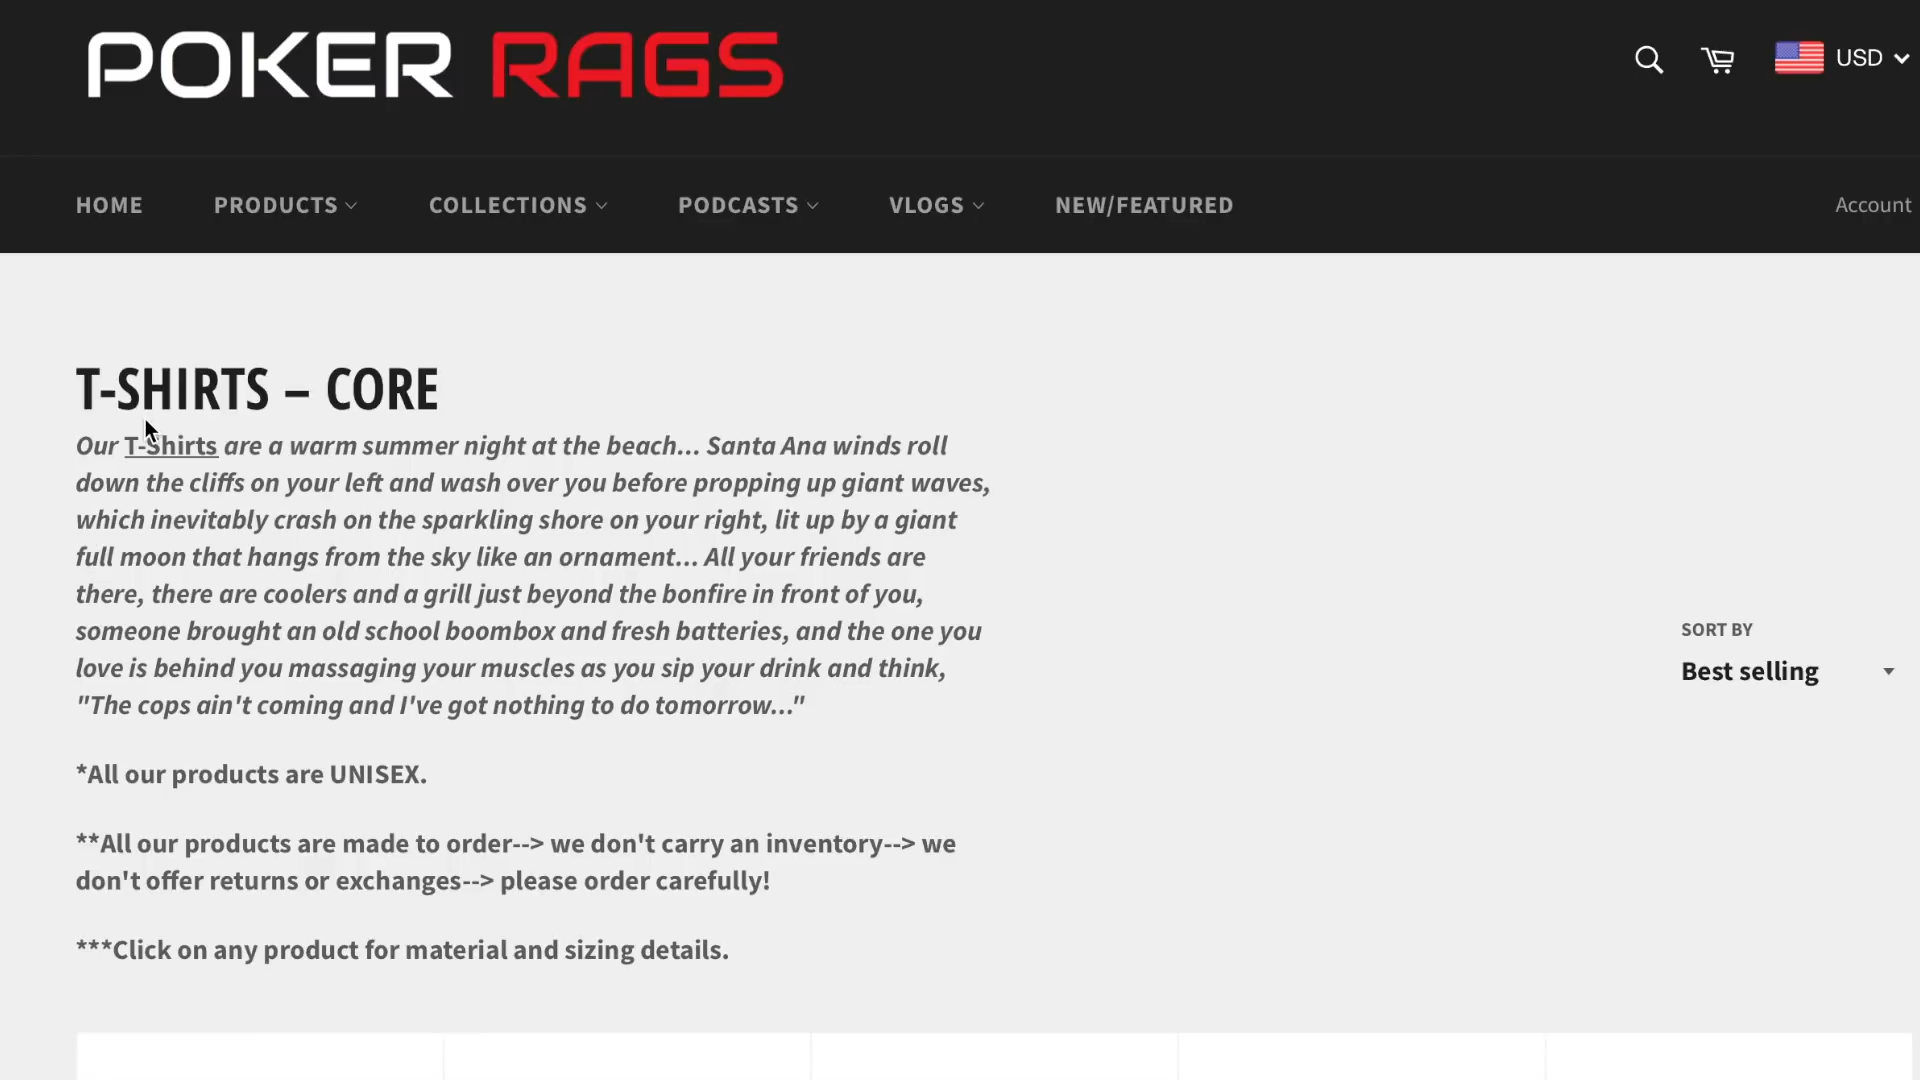 POKER RAGS
USD
HOME PRODUCTS COLLECTIONS PODCASTS VLOGS NEW/FEATURED Account
T-SHIRTS – CORE
Our T-Shirts are a warm summer night at the beach... Santa Ana winds roll
down the cliffs on your left and wash over you before propping up giant waves,
which inevitably crash on the sparkling shore on your right, lit up by a giant
full moon that hangs from the sky like an ornament... All your friends are
there, there are coolers and a grill just beyond the bonfire in front of you,
someone brought an old school boombox and fresh batteries, and the one you
love is behind you massaging your muscles as you sip your drink and think,
"The cops ain't coming and I've got nothing to do tomorrow..."
SORT BY
Best selling
*All our products are UNISEX.
**All our products are made to order--> we don't carry an inventory--> we
don't offer returns or exchanges--> please order carefully!
***Click on any product for material and sizing details.